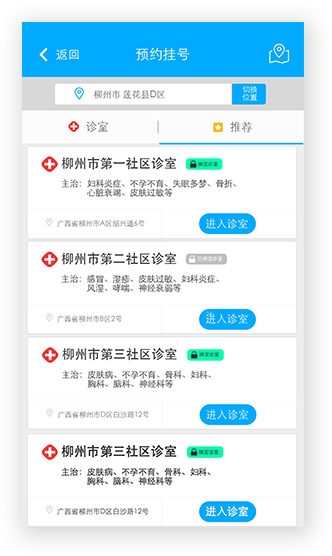 返回
预约挂号
柳州市 莲花县D区
切换
位置
诊室
推荐
柳州市第一社区诊室
绑定诊室
主治：妇科炎症、不孕不育、失眠多梦、骨折、
心脏衰竭、皮肤过敏等
广西省柳州市A区绍兴道6号
进入诊室
柳州市第二社区诊室
已绑定诊室
主治：感冒、湿疹、皮肤过敏、妇科炎症、
风湿、哮喘、神经衰弱等
广西省柳州市B区2号
进入诊室
柳州市第三社区诊室
绑定诊室
主治：皮肤病、不孕不育、骨科、妇科、
胸科、脑科、神经科等
广西省柳州市D区白沙路12号
进入诊室
柳州市第三社区诊室
绑定诊室
主治：皮肤病、不孕不育、骨科、妇科、
胸科、脑科、神经科等
广西省柳州市D区白沙路12号
进入诊室